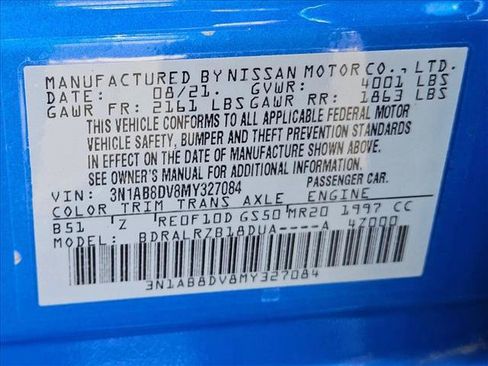 MANUFACTURED BY NISSAN MOTOR CO., LTD.
DATE: 08/21. GVWR: 4001 LBS
GAWR FR: 2161 LBS GAWR RR: 1863 LBS
THIS VEHICLE CONFORMS TO ALL APPLICABLE FEDERAL MOTOR
VEHICLE SAFETY, BUMPER AND THEFT PREVENTION STANDARDS
IN EFFECT ON THE DATE OF MANUFACTURE SHOWN ABOVE.
SEE OWNER'S MANUAL FOR ADDITIONAL INFORMATION.
VIN: 3N1AB8DV8MY327084 PASSENGER CAR.
COLOR TRIM TRANS AXLE ENGINE
B51 Z RE0F10D GS50 MR20 1997 CC
BDRALRZB18DUA----A 4Z000
3N1AB8DV8MY327084